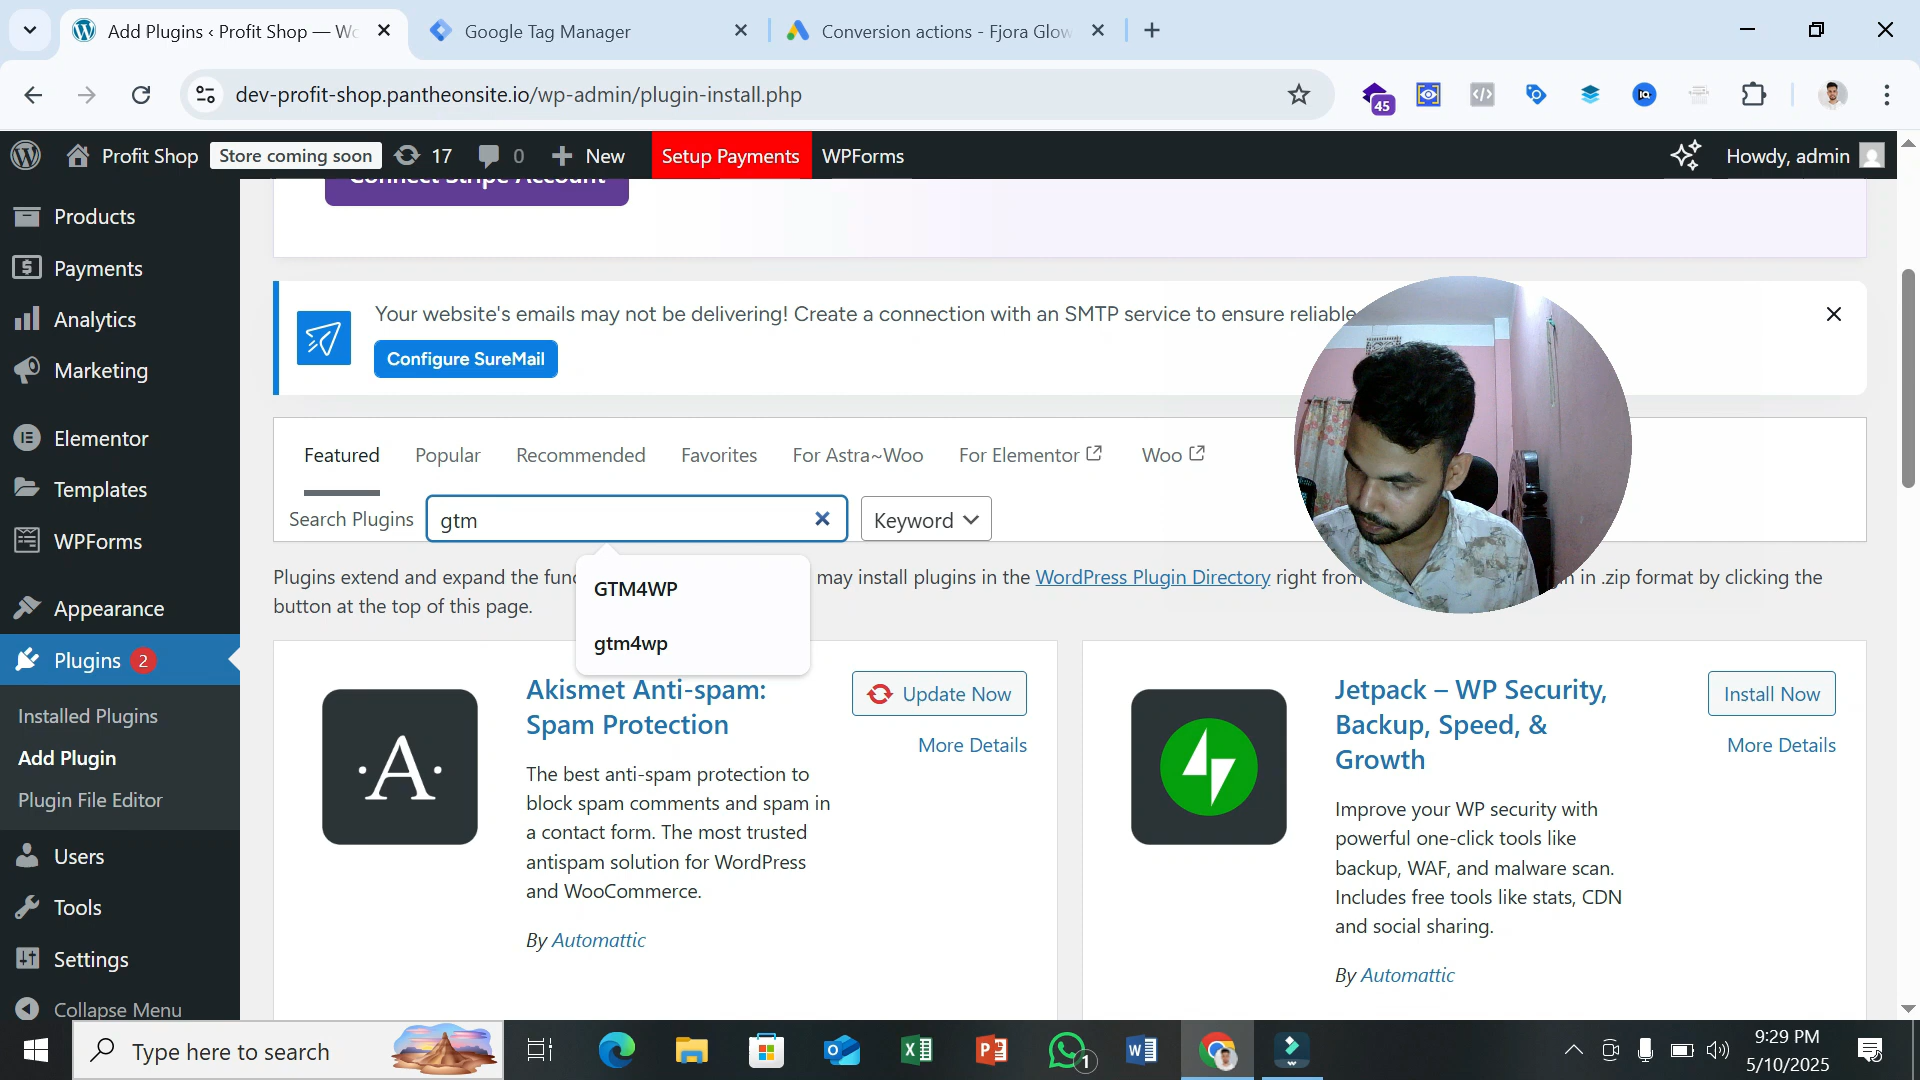 Add Plugins ‹ Profit Shop — Wo
Google Tag Manager
Conversion actions - Fjora Glow
dev-profit-shop.pantheonsite.io/wp-admin/plugin-install.php
45
Profit Shop
Store coming soon
17
0
New
Setup Payments
WPForms
Howdy, admin
Products
Payments
Analytics
Marketing
Elementor
Templates
WPForms
Appearance
Plugins 2
Installed Plugins
Add Plugin
Plugin File Editor
Users
Tools
Settings
Collapse Menu
Connect Stripe Account
Your website's emails may not be delivering! Create a connection with an SMTP service to ensure reliable
Configure SureMail
Featured
Popular
Recommended
Favorites
For Astra~Woo
For Elementor
Woo
Search Plugins
gtm
Keyword
GTM4WP
gtm4wp
Plugins extend and expand the func may install plugins in the WordPress Plugin Directory right from in .zip format by clicking the
button at the top of this page.
Akismet Anti-spam:
Spam Protection
Update Now
More Details
The best anti-spam protection to
block spam comments and spam in
a contact form. The most trusted
antispam solution for WordPress
and WooCommerce.
By Automattic
·A·
Jetpack – WP Security,
Backup, Speed, &
Growth
Install Now
More Details
Improve your WP security with
powerful one-click tools like
backup, WAF, and malware scan.
Includes free tools like stats, CDN
and social sharing.
By Automattic
Type here to search
1
9:29 PM
5/10/2025